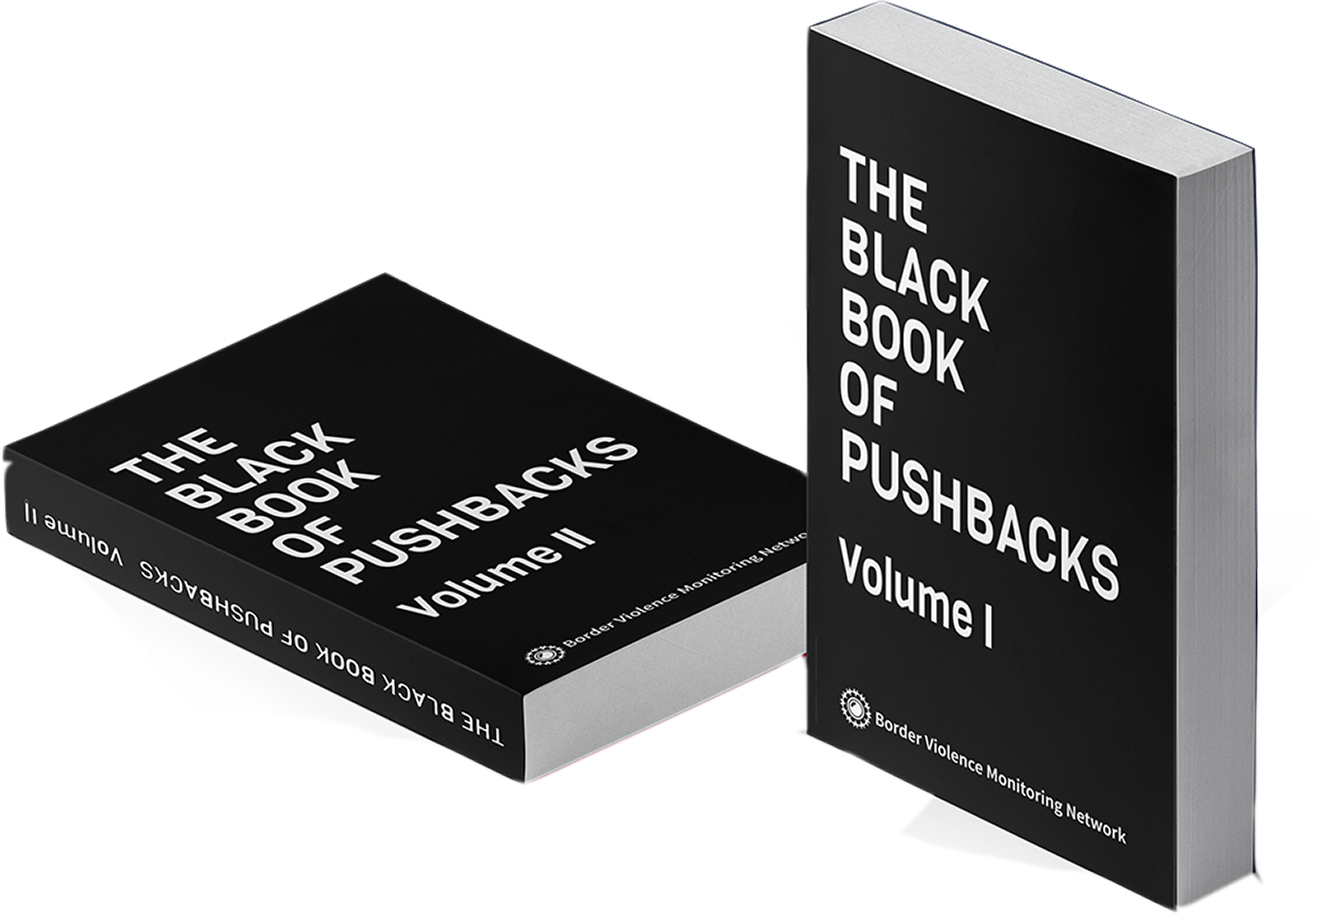 THE
BLACK
BOOK
OF
PUSHBACKS
Volume II
Border Violence Monitoring Netwo
THE BLACK BOOK OF PUSHBACKS Volume II
THE
BLACK
BOOK
OF
PUSHBACKS
Volume I
Border Violence Monitoring Network